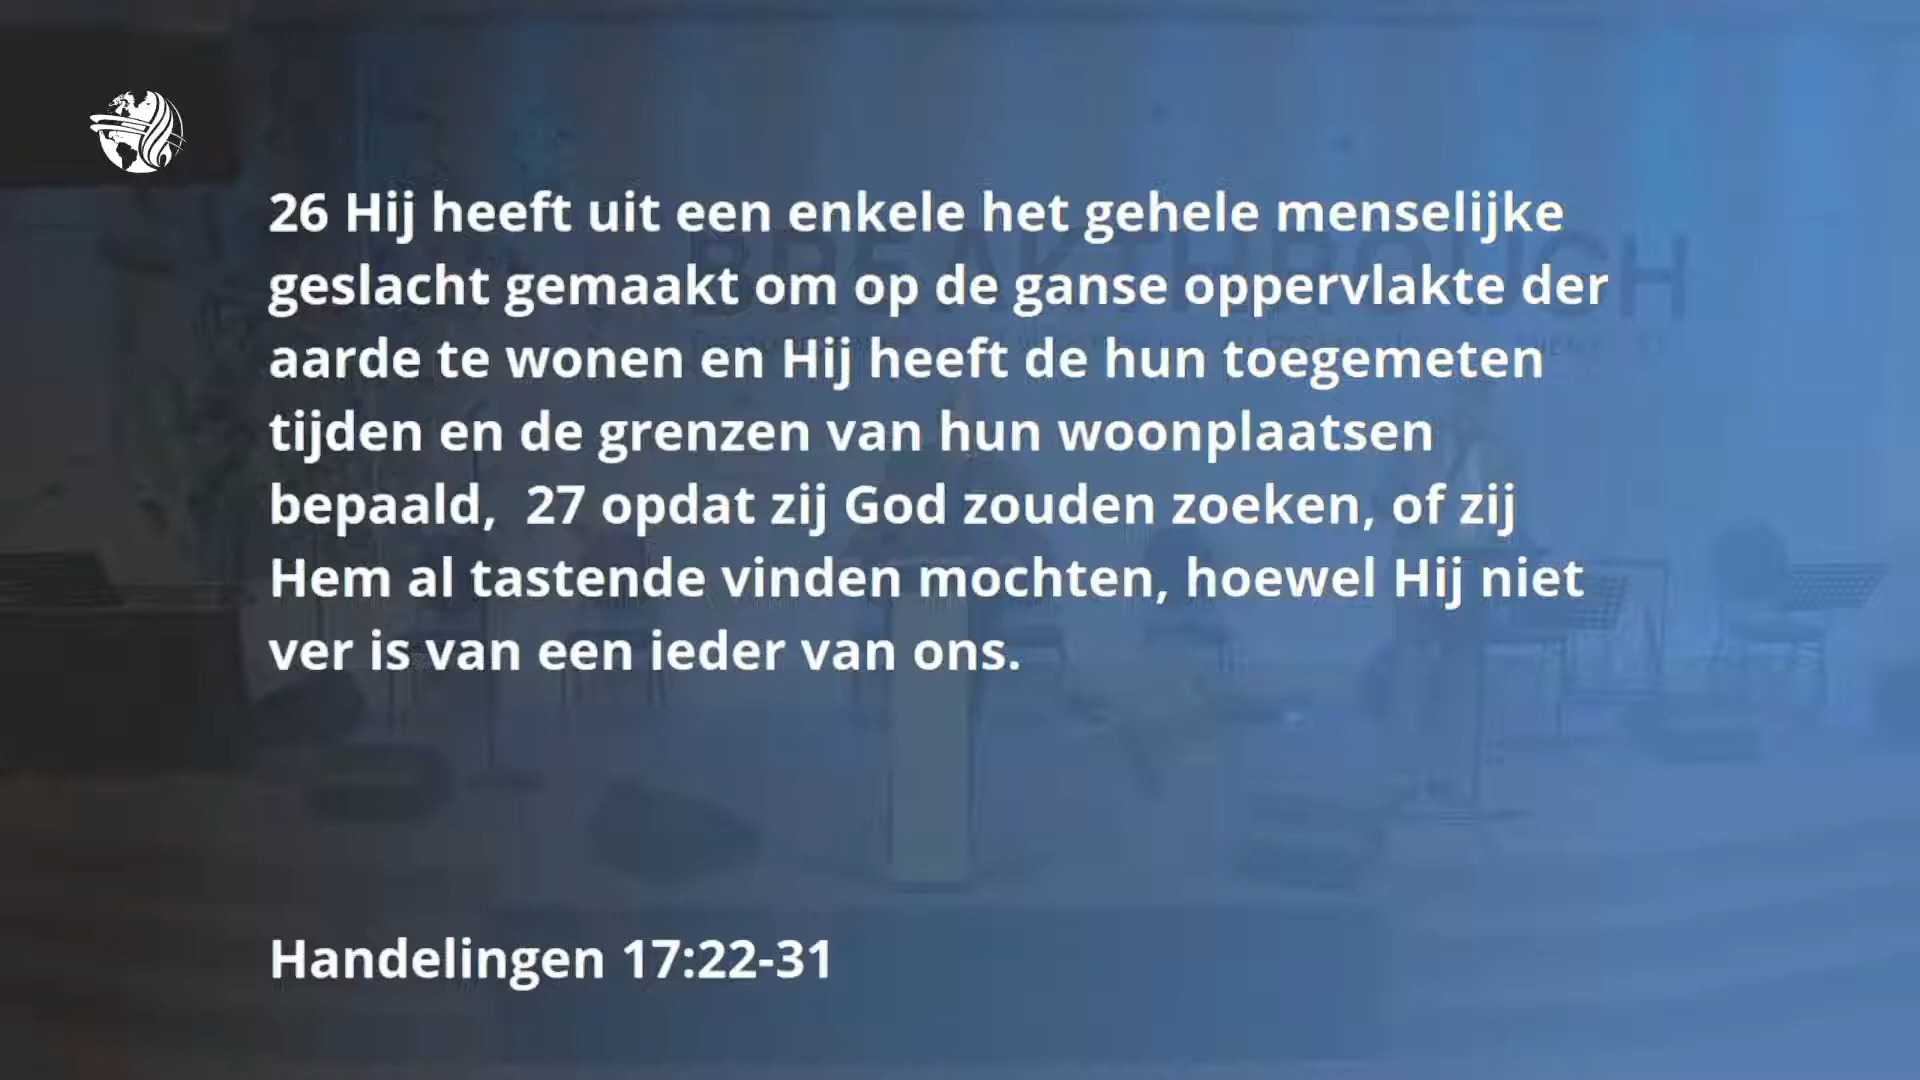 BREAKTHROUGH
26 Hij heeft uit een enkele het gehele menselijke
geslacht gemaakt om op de ganse oppervlakte der
aarde te wonen en Hij heeft de hun toegemeten
tijden en de grenzen van hun woonplaatsen
bepaald,  27 opdat zij God zouden zoeken, of zij
Hem al tastende vinden mochten, hoewel Hij niet
ver is van een ieder van ons.
Handelingen 17:22-31